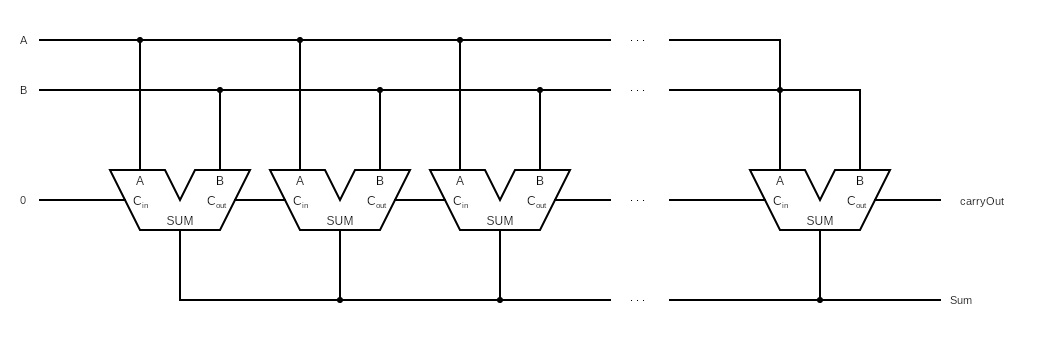 A ...
B ...
A B A B A B A B
0 Cin Cout Cin Cout Cin Cout ... Cin Cout carryOut
SUM SUM SUM SUM
... Sum